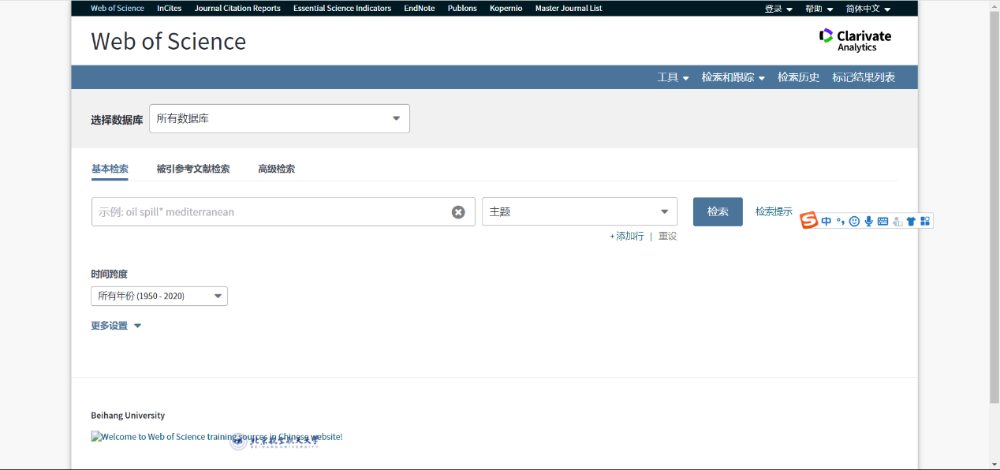 Web of Science InCites Journal Citation Reports Essential Science Indicators EndNote Publons Kopernio Master Journal List 登录 帮助 简体中文
Web of Science
Clarivate
Analytics
工具 检索和跟踪 检索历史 标记结果列表
选择数据库 所有数据库
基本检索 被引参考文献检索 高级检索
示例: oil spill* mediterranean 主题 检索 检索提示
S 中
+ 添加行 | 重设
时间跨度
所有年份 (1950 - 2020)
更多设置
Beihang University
Welcome to Web of Science training sources in Chinese website!
北京航空航天大学
BEIHANG UNIVERSITY